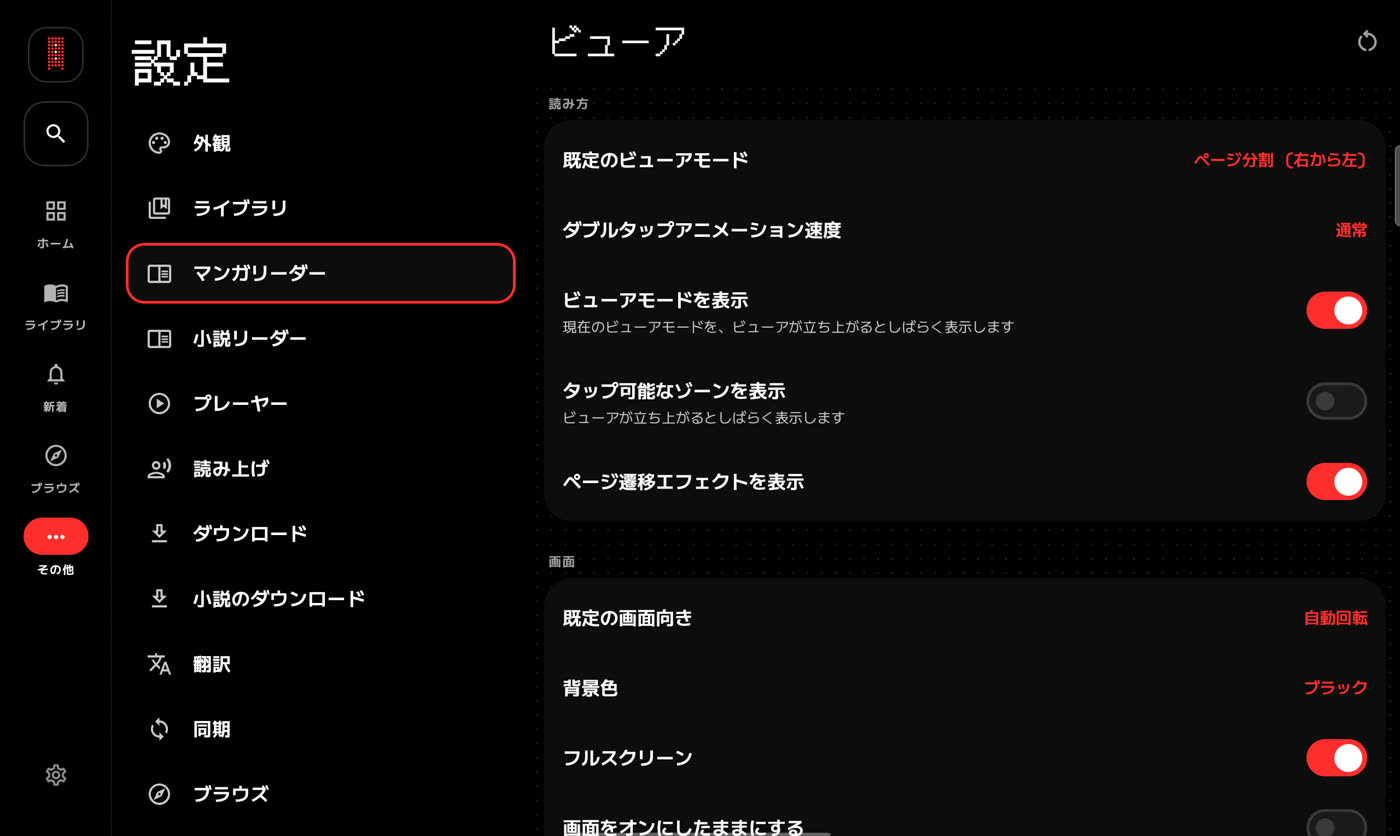 ホーム
ライブラリ
新着
ブラウズ
その他
設定
外観
ライブラリ
マンガリーダー
小説リーダー
プレーヤー
読み上げ
ダウンロード
小説のダウンロード
翻訳
同期
ブラウズ
ビューア
読み方
既定のビューアモード
ページ分割（右から左）
ダブルタップアニメーション速度
通常
ビューアモードを表示
現在のビューアモードを、ビューアが立ち上がるとしばらく表示します
タップ可能なゾーンを表示
ビューアが立ち上がるとしばらく表示します
ページ遷移エフェクトを表示
画面
既定の画面向き
自動回転
背景色
ブラック
フルスクリーン
画面をオンにしたままにする